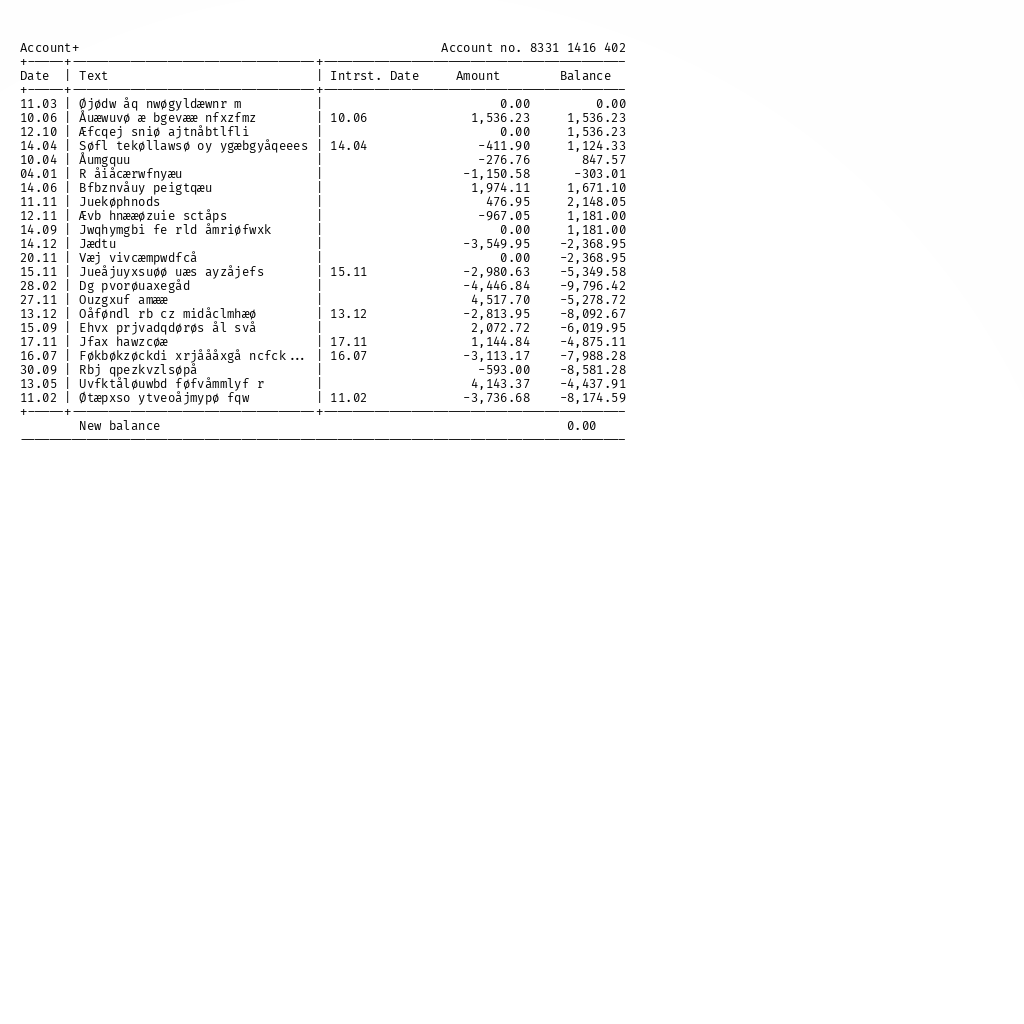 Account+ Account no. 8331 1416 402
Date | Text | Intrst. Date Amount Balance
11.03 | Øjødw åq nwøgyldæwnr m | 0.00 0.00
10.06 | Åuæwuvø æ bgevææ nfxzfmz | 10.06 1,536.23 1,536.23
12.10 | Æfcqej sniø ajtnåbtlfli | 0.00 1,536.23
14.04 | Søfl tekøllawsø oy ygæbgyåqeees | 14.04 -411.90 1,124.33
10.04 | Åumgquu | -276.76 847.57
04.01 | R åiåcærwfnyæu | -1,150.58 -303.01
14.06 | Bfbznvåuy peigtqæu | 1,974.11 1,671.10
11.11 | Juekøphnods | 476.95 2,148.05
12.11 | Ævb hnææøzuie sctåps | -967.05 1,181.00
14.09 | Jwqhymgbi fe rld åmriøfwxk | 0.00 1,181.00
14.12 | Jædtu | -3,549.95 -2,368.95
20.11 | Væj vivcæmpwdfcå | 0.00 -2,368.95
15.11 | Jueåjuyxsuøø uæs ayzåjefs | 15.11 -2,980.63 -5,349.58
28.02 | Dg pvorøuaxegåd | -4,446.84 -9,796.42
27.11 | Ouzgxuf amææ | 4,517.70 -5,278.72
13.12 | Oåføndl rb cz midåclmhæø | 13.12 -2,813.95 -8,092.67
15.09 | Ehvx prjvadqdørøs ål svå | 2,072.72 -6,019.95
17.11 | Jfax hawzcøæ | 17.11 1,144.84 -4,875.11
16.07 | Føkbøkzøckdi xrjåååxgå ncfck... | 16.07 -3,113.17 -7,988.28
30.09 | Rbj qpezkvzlsøpå | -593.00 -8,581.28
13.05 | Uvfktåløuwbd føfvåmmlyf r | 4,143.37 -4,437.91
11.02 | Øtæpxso ytveoåjmypø fqw | 11.02 -3,736.68 -8,174.59
New balance 0.00